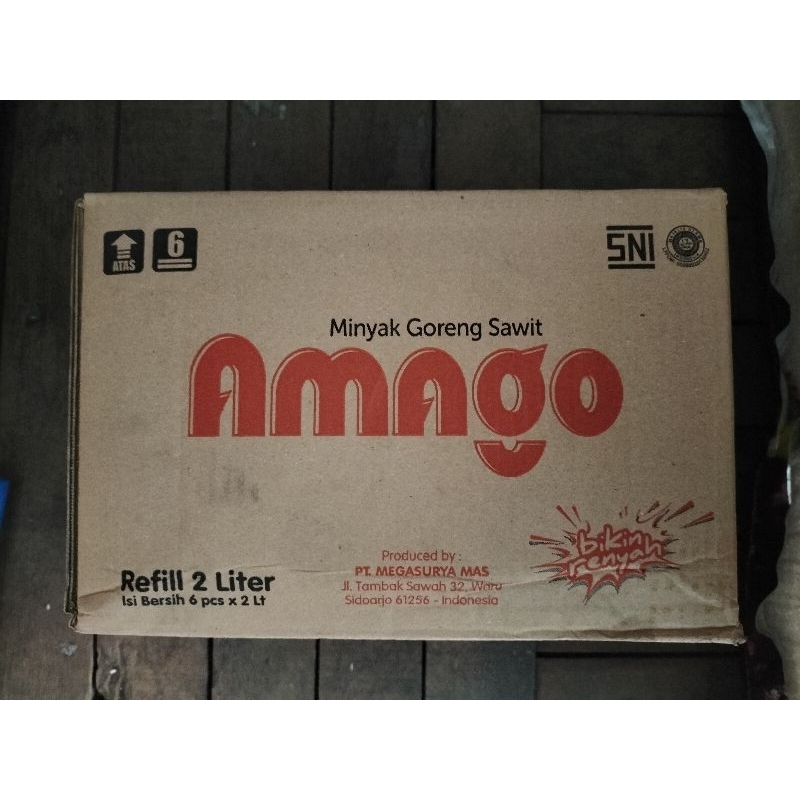 ATAS
6
SNI
Minyak Goreng Sawit
Amago
bikin
renyah
Produced by :
PT. MEGASURYA MAS
Jl. Tambak Sawah 32, Waru
Sidoarjo 61256 - Indonesia
Refill 2 Liter
Isi Bersih 6 pcs x 2 Lt